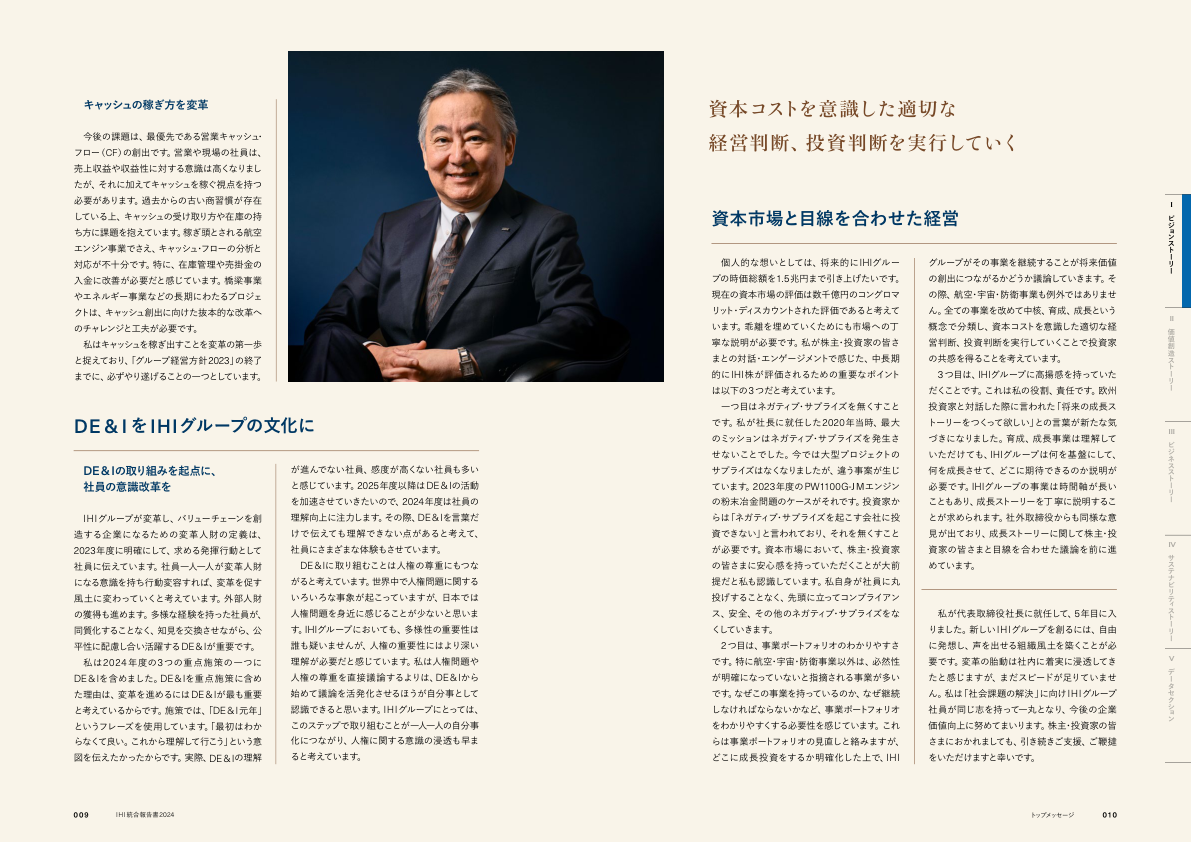 キャッシュの稼ぎ方を変革
今後の課題は、最優先である営業キャッシュ・
フロー（CF）の創出です。営業や現場の社員は、
売上収益や収益性に対する意識は高くなりまし
たが、それに加えてキャッシュを稼ぐ視点を持つ
必要があります。過去からの古い商習慣が存在
している上、キャッシュの受け取り方や在庫の持
ち方に課題を抱えています。稼ぎ頭とされる航空
エンジン事業でさえ、キャッシュ・フローの分析と
対応が不十分です。特に、在庫管理や売掛金の
入金に改善が必要だと感じています。橋梁事業
やエネルギー事業などの長期にわたるプロジェ
クトは、キャッシュ創出に向けた抜本的な改革へ
のチャレンジと工夫が必要です。
私はキャッシュを稼ぎ出すことを変革の第一歩
と捉えており、「グループ経営方針2023」の終了
までに、必ずやり遂げることの一つとしています。
DE＆IをIHIグループの文化に
DE＆Iの取り組みを起点に、
社員の意識改革を
IHIグループが変革し、バリューチェーンを創
造する企業になるための変革人財の定義は、
2023年度に明確にして、求める発揮行動として
社員に伝えています。社員一人一人が変革人財
になる意識を持ち行動変容すれば、変革を促す
風土に変わっていくと考えています。外部人財
の獲得も進めます。多様な経験を持った社員が、
同質化することなく、知見を交換させながら、公
平性に配慮し合い活躍するDE＆Iが重要です。
私は2024年度の3つの重点施策の一つに
DE＆Iを含めました。DE＆Iを重点施策に含め
た理由は、変革を進めるにはDE＆Iが最も重要
と考えているからです。施策では、「DE＆I元年」
というフレーズを使用しています。「最初はわか
らなくて良い。これから理解して行こう」という意
図を伝えたかったからです。実際、DE＆Iの理解
が進んでない社員、感度が高くない社員も多い
と感じています。2025年度以降はDE＆Iの活動
を加速させていきたいので、2024年度は社員の
理解向上に注力します。その際、DE＆Iを言葉だ
けで伝えても理解できない点があると考えて、
社員にさまざまな体験もさせています。
DE＆Iに取り組むことは人権の尊重にもつな
がると考えています。世界中で人権問題に関する
いろいろな事象が起こっていますが、日本では
人権問題を身近に感じることが少ないと思いま
す。IHIグループにおいても、多様性の重要性は
誰も疑いませんが、人権の重要性にはより深い
理解が必要だと感じています。私は人権問題や
人権の尊重を直接議論するよりは、DE＆Iから
始めて議論を活発化させるほうが自分事として
認識できると思います。IHIグループにとっては、
このステップで取り組むことが一人一人の自分事
化につながり、人権に関する意識の浸透も早ま
ると考えています。
009 IHI統合報告書2024
資本コストを意識した適切な
経営判断、投資判断を実行していく
資本市場と目線を合わせた経営
個人的な想いとしては、将来的にIHIグルー
プの時価総額を1.5兆円まで引き上げたいです。
現在の資本市場の評価は数千億円のコングロマ
リット・ディスカウントされた評価であると考えて
います。乖離を埋めていくためにも市場への丁
寧な説明が必要です。私が株主・投資家の皆さ
まとの対話・エンゲージメントで感じた、中長期
的にIHI株が評価されるための重要なポイント
は以下の3つだと考えています。
一つ目はネガティブ・サプライズを無くすこと
です。私が社長に就任した2020年当時、最大
のミッションはネガティブ・サプライズを発生さ
せないことでした。今では大型プロジェクトの
サプライズはなくなりましたが、違う事業が生じ
ています。2023年度のPW1100G-JMエンジン
の粉末冶金問題のケースがそれです。投資家か
らは「ネガティブ・サプライズを起こす会社に投
資できない」と言われており、それを無くすこと
が必要です。資本市場において、株主・投資家
の皆さまに安心感を持っていただくことが大前
提だと私も認識しています。私自身が社員に丸
投げすることなく、先頭に立ってコンプライアン
ス、安全、その他のネガティブ・サプライズをな
くしていきます。
2つ目は、事業ポートフォリオのわかりやすさ
です。特に航空・宇宙・防衛事業以外は、必然性
が明確になっていないと指摘される事業が多い
です。なぜこの事業を持っているのか、なぜ継続
しなければならないかなど、事業ポートフォリオ
をわかりやすくする必要性を感じています。これ
らは事業ポートフォリオの見直しと絡みますが、
どこに成長投資をするか明確化した上で、IHI
グループがその事業を継続することが将来価値
の創出につながるかどうか議論していきます。そ
の際、航空・宇宙・防衛事業も例外ではありませ
ん。全ての事業を改めて中核、育成、成長という
概念で分類し、資本コストを意識した適切な経
営判断、投資判断を実行していくことで投資家
の共感を得ることを考えています。
3つ目は、IHIグループに高揚感を持っていた
だくことです。これは私の役割、責任です。欧州
投資家と対話した際に言われた「将来の成長ス
トーリーをつくって欲しい」との言葉が新たな気
づきになりました。育成、成長事業は理解して
いただけても、IHIグループは何を基盤にして、
何を成長させて、どこに期待できるのか説明が
必要です。IHIグループの事業は時間軸が長い
こともあり、成長ストーリーを丁寧に説明するこ
とが求められます。社外取締役からも同様な意
見が出ており、成長ストーリーに関して株主・投
資家の皆さまと目線を合わせた議論を前に進
めています。
私が代表取締役社長に就任して、5年目に入
りました。新しいIHIグループを創るには、自由
に発想し、声を出せる組織風土を築くことが必
要です。変革の胎動は社内に着実に浸透してき
たと感じますが、まだスピードが足りていませ
ん。私は「社会課題の解決」に向けIHIグループ
社員が同じ志を持って一丸となり、今後の企業
価値向上に努めてまいります。株主・投資家の皆
さまにおかれましても、引き続きご支援、ご鞭撻
をいただけますと幸いです。
I ビジョンストーリー
II 価値創造ストーリー
III ビジネスストーリー
IV サステナビリティストーリー
V データセクション
トップメッセージ 010